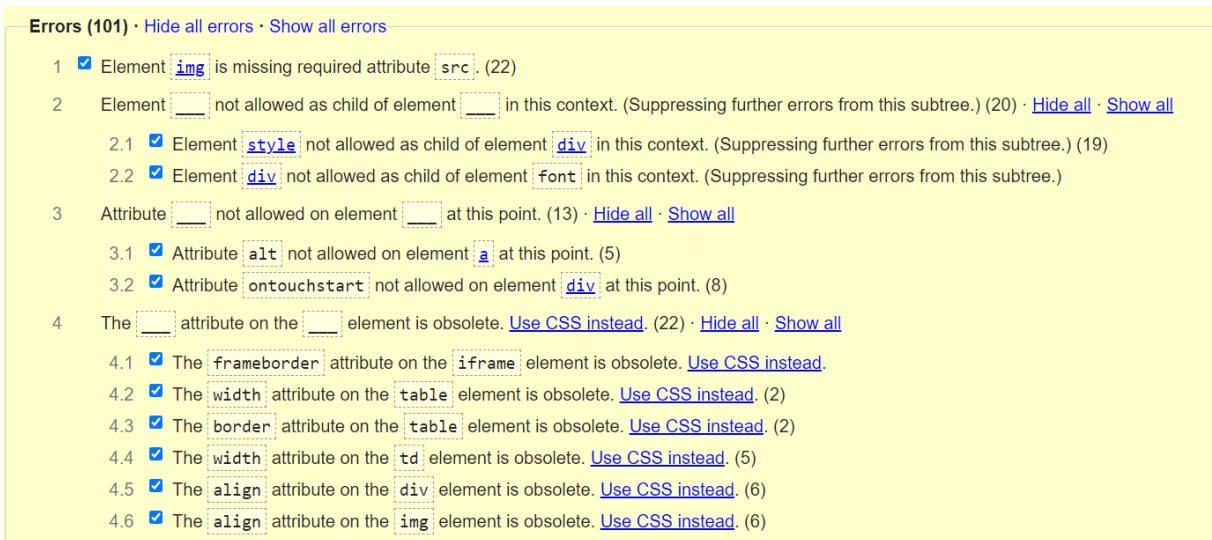 Errors (101) · Hide all errors · Show all errors
1 Element img is missing required attribute src. (22)
2 Element ___ not allowed as child of element ___ in this context. (Suppressing further errors from this subtree.) (20) · Hide all · Show all
2.1 Element style not allowed as child of element div in this context. (Suppressing further errors from this subtree.) (19)
2.2 Element div not allowed as child of element font in this context. (Suppressing further errors from this subtree.)
3 Attribute ___ not allowed on element ___ at this point. (13) · Hide all · Show all
3.1 Attribute alt not allowed on element a at this point. (5)
3.2 Attribute ontouchstart not allowed on element div at this point. (8)
4 The ___ attribute on the ___ element is obsolete. Use CSS instead. (22) · Hide all · Show all
4.1 The frameborder attribute on the iframe element is obsolete. Use CSS instead.
4.2 The width attribute on the table element is obsolete. Use CSS instead. (2)
4.3 The border attribute on the table element is obsolete. Use CSS instead. (2)
4.4 The width attribute on the td element is obsolete. Use CSS instead. (5)
4.5 The align attribute on the div element is obsolete. Use CSS instead. (6)
4.6 The align attribute on the img element is obsolete. Use CSS instead. (6)